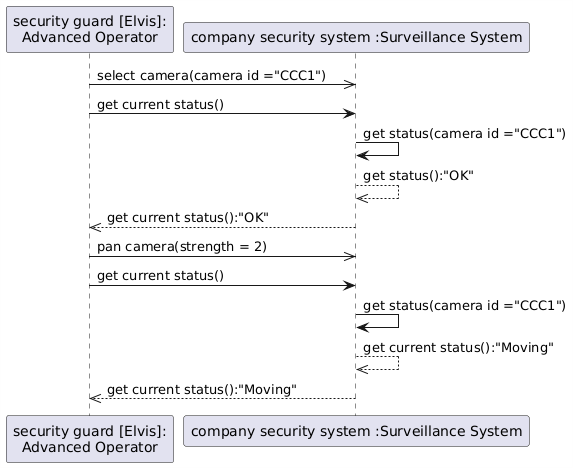 security guard [Elvis]:
Advanced Operator
company security system :Surveillance System
select camera(camera id ="CCC1")
get current status()
get status(camera id ="CCC1")
get status():"OK"
get current status():"OK"
pan camera(strength = 2)
get current status()
get status(camera id ="CCC1")
get current status():"Moving"
get current status():"Moving"
security guard [Elvis]:
Advanced Operator
company security system :Surveillance System